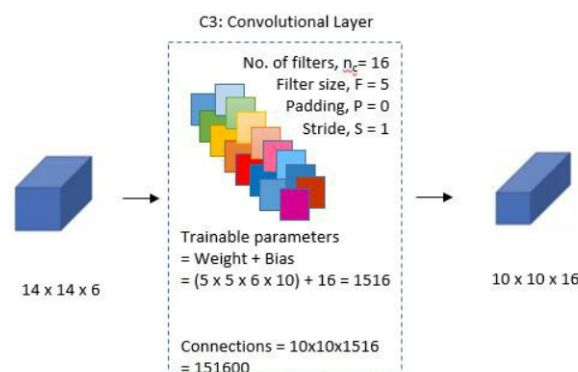 C3: Convolutional Layer
No. of filters, nc= 16
Filter size, F = 5
Padding, P = 0
Stride, S = 1
Trainable parameters
= Weight + Bias
= (5 x 5 x 6 x 10) + 16 = 1516
14 x 14 x 6
10 x 10 x 16
Connections = 10x10x1516
= 151600